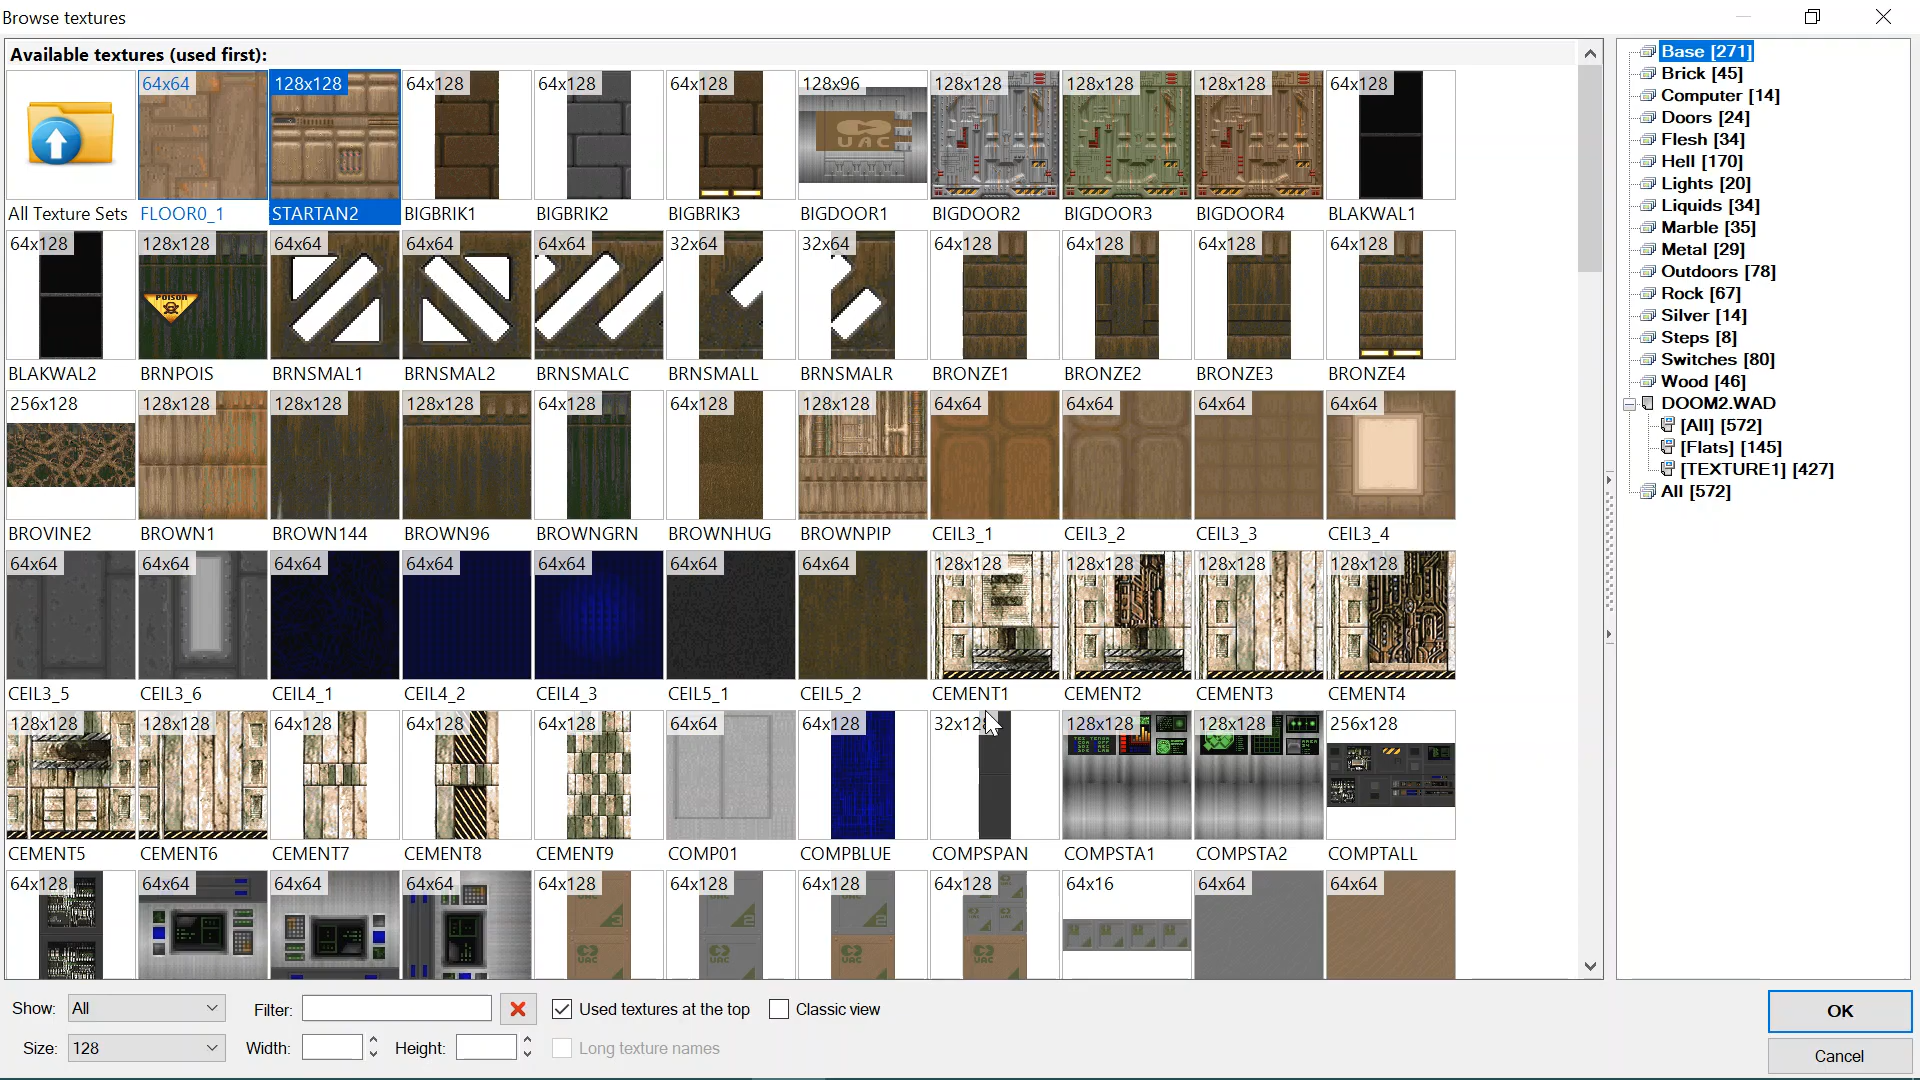 Browse textures
Available textures (used first):
64x64 128x128 64x128 64x128 64x128 128x96 128x128 128x128 128x128 64x128
UAC
All Texture Sets FLOOR0_1 STARTAN2 BIGBRIK1 BIGBRIK2 BIGBRIK3 BIGDOOR1 BIGDOOR2 BIGDOOR3 BIGDOOR4 BLAKWAL1
64x128 128x128 64x64 64x64 64x64 32x64 32x64 64x128 64x128 64x128 64x128
POISON
BLAKWAL2 BRNPOIS BRNSMAL1 BRNSMAL2 BRNSMALC BRNSMALL BRNSMALR BRONZE1 BRONZE2 BRONZE3 BRONZE4
256x128 128x128 128x128 128x128 64x128 64x128 128x128 64x64 64x64 64x64 64x64
BROVINE2 BROWN1 BROWN144 BROWN96 BROWNGRN BROWNHUG BROWNPIP CEIL3_1 CEIL3_2 CEIL3_3 CEIL3_4
64x64 64x64 64x64 64x64 64x64 64x64 64x64 128x128 128x128 128x128 128x128
CEIL3_5 CEIL3_6 CEIL4_1 CEIL4_2 CEIL4_3 CEIL5_1 CEIL5_2 CEMENT1 CEMENT2 CEMENT3 CEMENT4
128x128 128x128 64x128 64x128 64x128 64x64 64x128 32x128 128x128 128x128 256x128
CEMENT5 CEMENT6 CEMENT7 CEMENT8 CEMENT9 COMP01 COMPBLUE COMPSPAN COMPSTA1 COMPSTA2 COMPTALL
64x128 64x64 64x64 64x64 64x128 64x128 64x128 64x128 64x16 64x64 64x64
3 2 2
UAC UAC UAC
Base [271]
Brick [45]
Computer [14]
Doors [24]
Flesh [34]
Hell [170]
Lights [20]
Liquids [34]
Marble [35]
Metal [29]
Outdoors [78]
Rock [67]
Silver [14]
Steps [8]
Switches [80]
Wood [46]
DOOM2.WAD
[All] [572]
[Flats] [145]
[TEXTURE1] [427]
All [572]
Show: All Filter: Used textures at the top Classic view
Size: 128 Width: Height: Long texture names
OK
Cancel